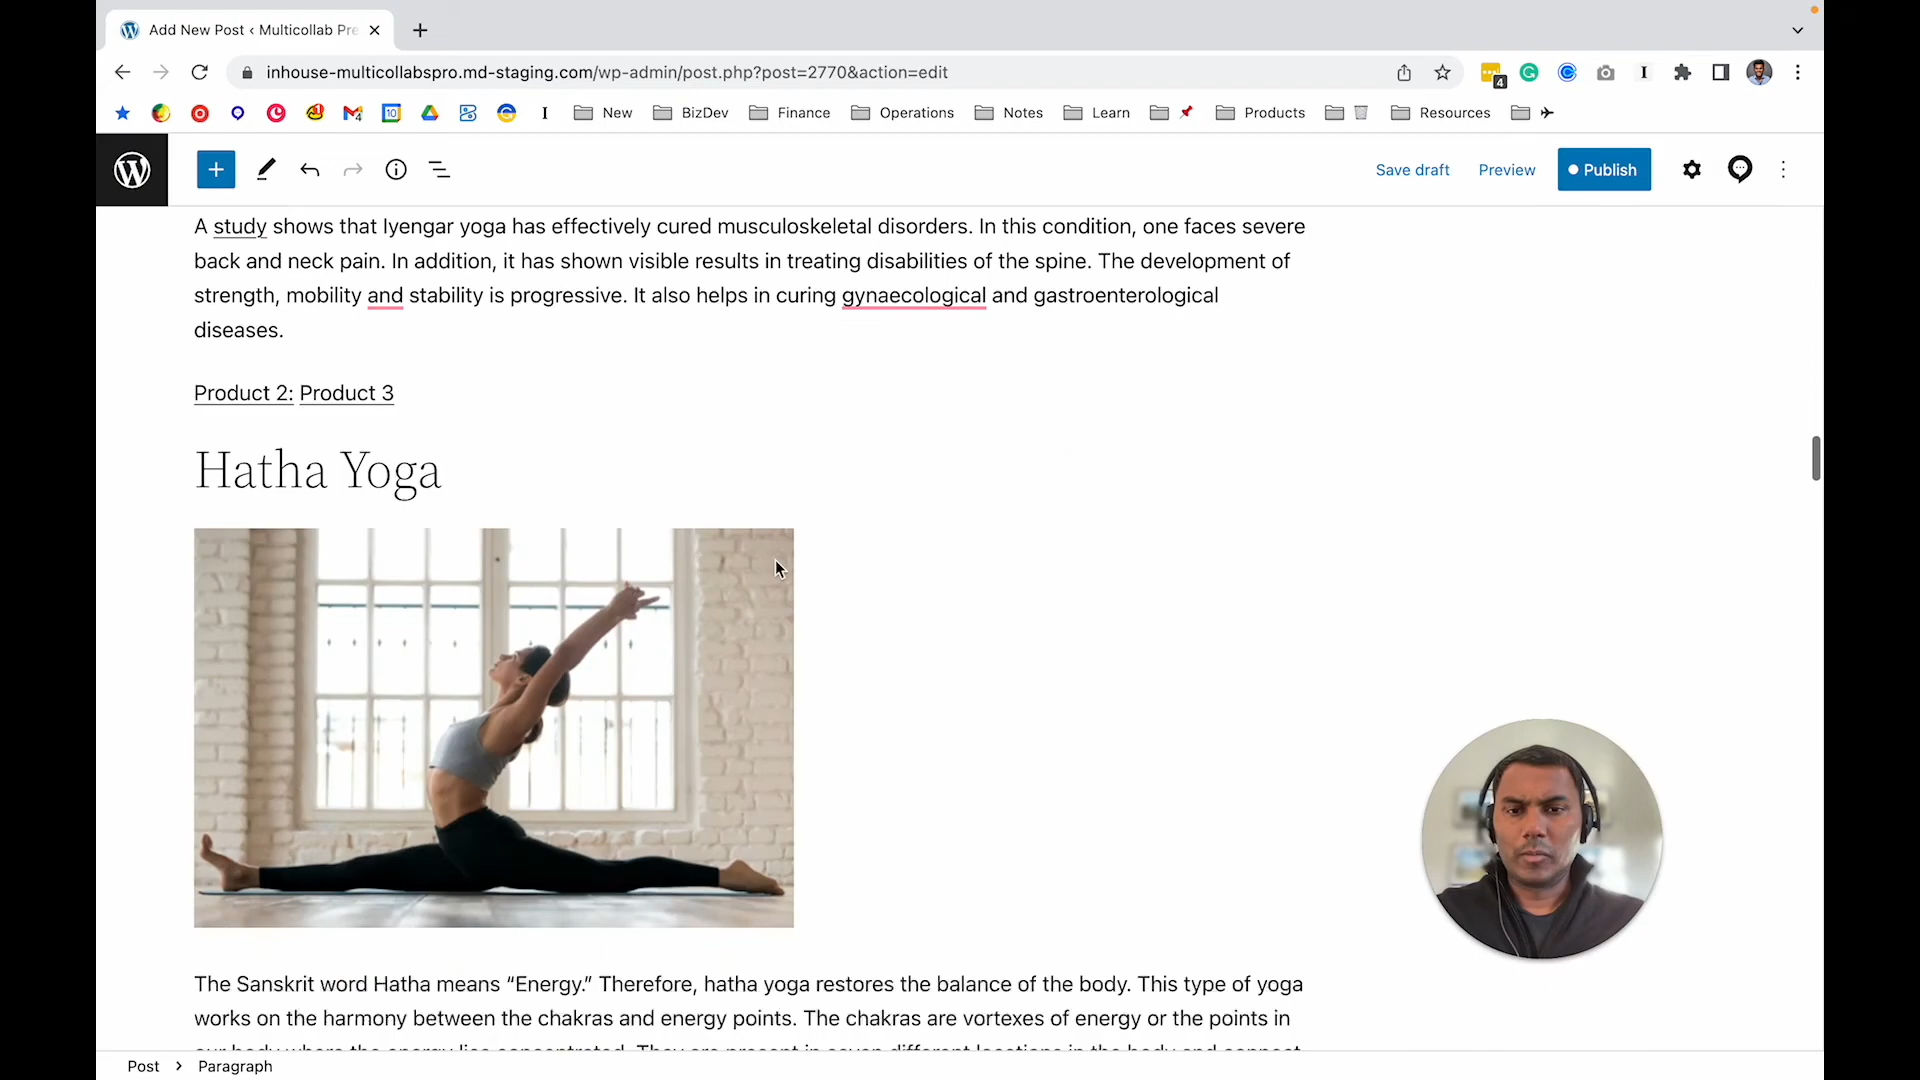 Add New Post ‹ Multicollab Pre
inhouse-multicollabspro.md-staging.com/wp-admin/post.php?post=2770&action=edit
4
10
New
BizDev
Finance
Operations
Notes
Learn
Products
Resources
Save draft
Preview
Publish
A study shows that Iyengar yoga has effectively cured musculoskeletal disorders. In this condition, one faces severe
back and neck pain. In addition, it has shown visible results in treating disabilities of the spine. The development of
strength, mobility and stability is progressive. It also helps in curing gynaecological and gastroenterological
diseases.
Product 2: Product 3
Hatha Yoga
The Sanskrit word Hatha means “Energy.” Therefore, hatha yoga restores the balance of the body. This type of yoga
works on the harmony between the chakras and energy points. The chakras are vortexes of energy or the points in
Post › Paragraph